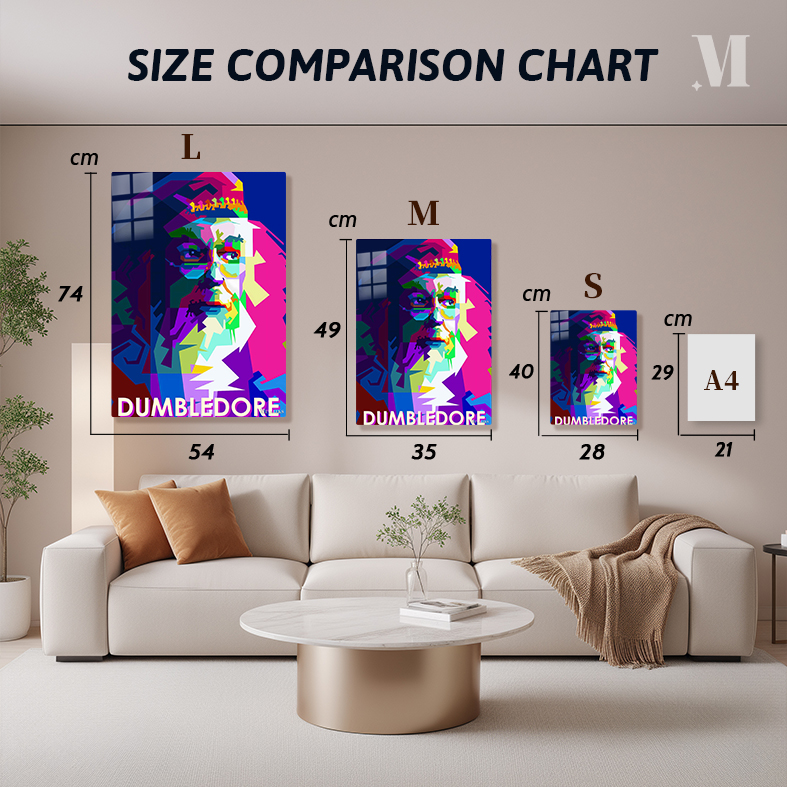 SIZE COMPARISON CHART
M
cm
L
74
DUMBLEDORE
54
cm
M
49
DUMBLEDORE
35
cm
S
40
DUMBLEDORE
28
cm
29
A4
21